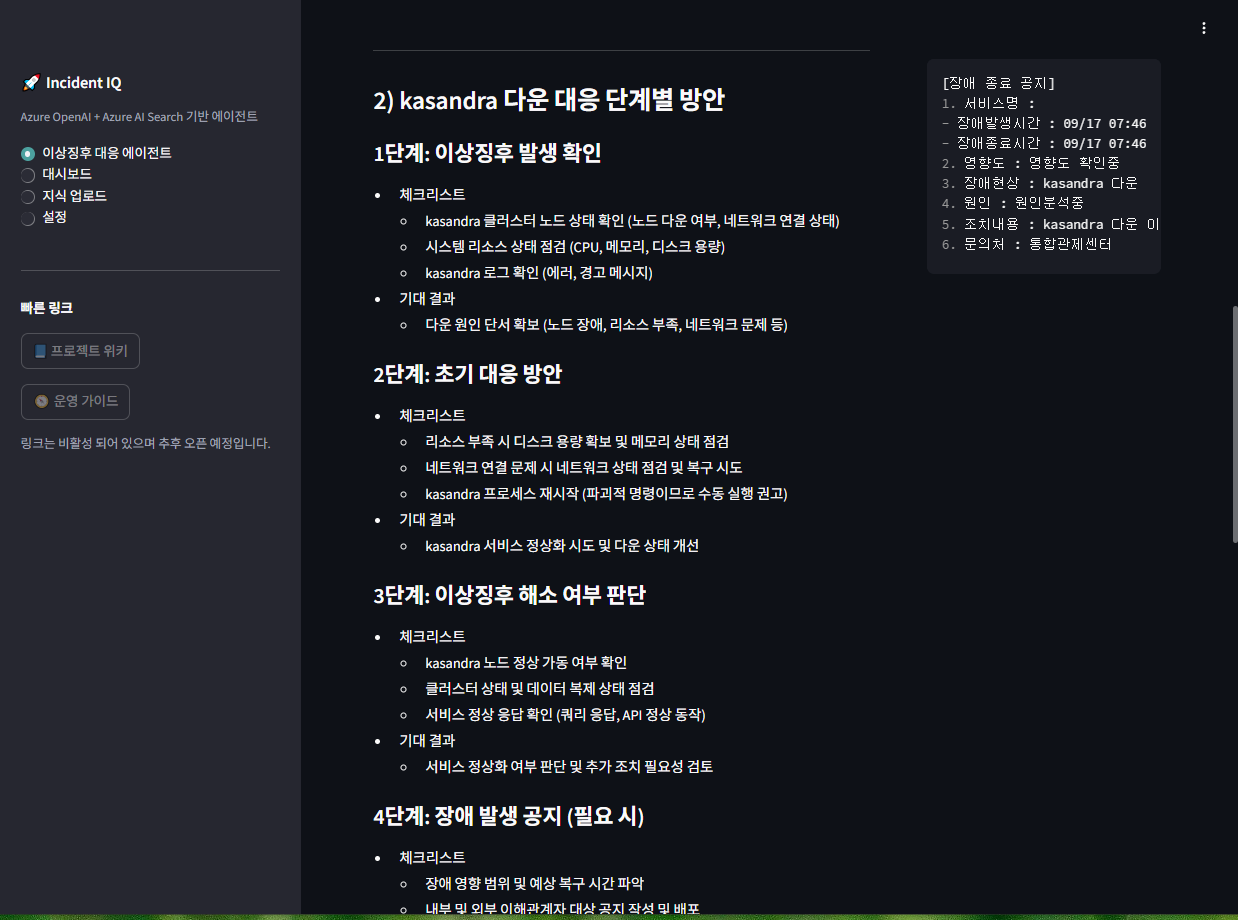 Incident IQ
Azure OpenAI + Azure AI Search 기반 에이전트
이상징후 대응 에이전트
대시보드
지식 업로드
설정
빠른 링크
프로젝트 위키
운영 가이드
링크는 비활성 되어 있으며 추후 오픈 예정입니다.
2) kasandra 다운 대응 단계별 방안
1단계: 이상징후 발생 확인
체크리스트
kasandra 클러스터 노드 상태 확인 (노드 다운 여부, 네트워크 연결 상태)
시스템 리소스 상태 점검 (CPU, 메모리, 디스크 용량)
kasandra 로그 확인 (에러, 경고 메시지)
기대 결과
다운 원인 단서 확보 (노드 장애, 리소스 부족, 네트워크 문제 등)
2단계: 초기 대응 방안
체크리스트
리소스 부족 시 디스크 용량 확보 및 메모리 상태 점검
네트워크 연결 문제 시 네트워크 상태 점검 및 복구 시도
kasandra 프로세스 재시작 (파괴적 명령이므로 수동 실행 권고)
기대 결과
kasandra 서비스 정상화 시도 및 다운 상태 개선
3단계: 이상징후 해소 여부 판단
체크리스트
kasandra 노드 정상 가동 여부 확인
클러스터 상태 및 데이터 복제 상태 점검
서비스 정상 응답 확인 (쿼리 응답, API 정상 동작)
기대 결과
서비스 정상화 여부 판단 및 추가 조치 필요성 검토
4단계: 장애 발생 공지 (필요 시)
체크리스트
장애 영향 범위 및 예상 복구 시간 파악
내부 및 외부 이해관계자 대상 공지 작성 및 배포
[장애 종료 공지]
1. 서비스명 :
- 장애발생시간 : 09/17 07:46
- 장애종료시간 : 09/17 07:46
2. 영향도 : 영향도 확인중
3. 장애현상 : kasandra 다운
4. 원인 : 원인분석중
5. 조치내용 : kasandra 다운 이
6. 문의처 : 통합관제센터